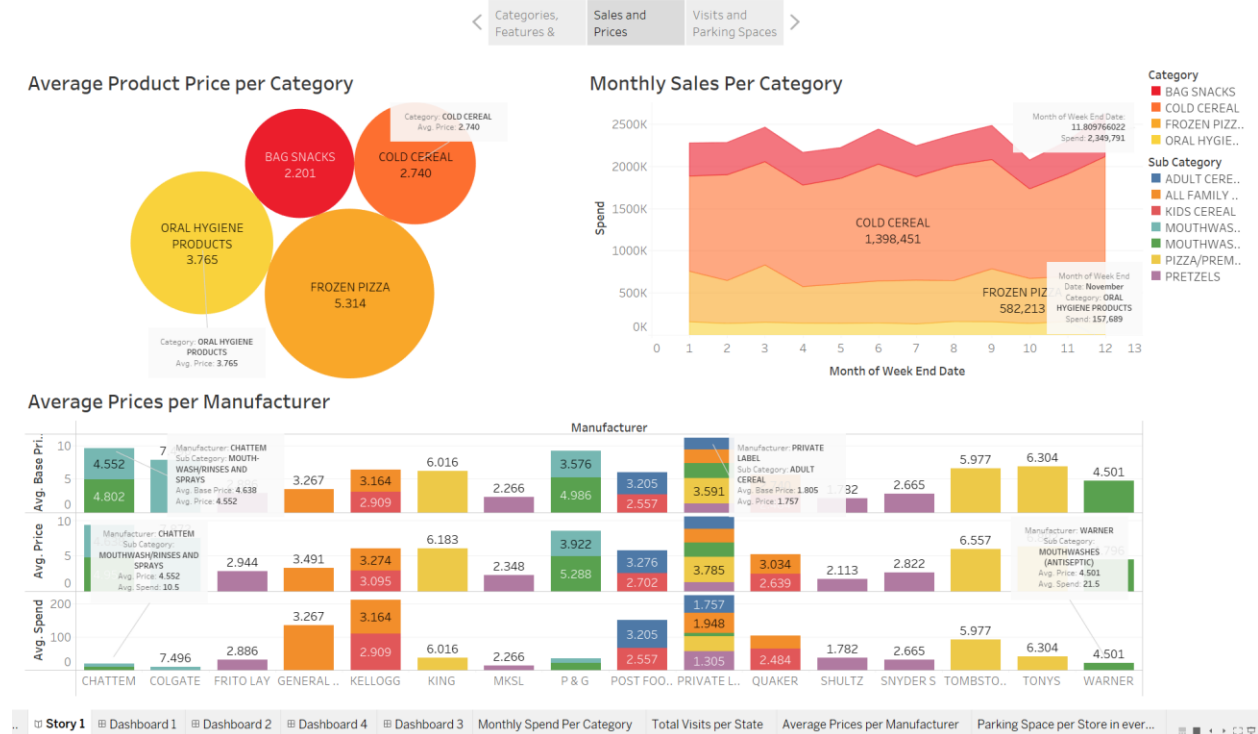 Categories,
Features &
Sales and
Prices
Visits and
Parking Spaces
Average Product Price per Category
Category: COLD CEREAL
Avg. Price: 2.740
BAG SNACKS
2.201
COLD CEREAL
2.740
ORAL HYGIENE
PRODUCTS
3.765
FROZEN PIZZA
5.314
Category: ORAL HYGIENE
PRODUCTS
Avg. Price: 3.765
Monthly Sales Per Category
Month of Week End Date:
11.809766022
Spend: 2,349,791
2500K
2000K
1500K
1000K
500K
0K
Spend
COLD CEREAL
1,398,451
FROZEN PIZ
582,213
Month of Week End
Date: November
Category: ORAL
HYGIENE PRODUCTS
Spend: 157,689
0 1 2 3 4 5 6 7 8 9 10 11 12 13
Month of Week End Date
Category
BAG SNACKS
COLD CEREAL
FROZEN PIZZ..
ORAL HYGIE..
Sub Category
ADULT CERE..
ALL FAMILY ..
KIDS CEREAL
MOUTHWAS..
MOUTHWAS..
PIZZA/PREM..
PRETZELS
Average Prices per Manufacturer
Manufacturer
Avg. Base Pri..
10
5
0
4.552
4.802
Manufacturer: CHATTEM
Sub Category: MOUTH-
WASH/RINSES AND
SPRAYS
Avg. Base Price: 4.638
Avg. Price: 4.552
3.267
3.164
2.909
6.016
2.266
3.576
4.986
3.205
2.557
3.591
Manufacturer: PRIVATE
LABEL
Sub Category: ADULT
CEREAL
Avg. Base Price: 1.805
Avg. Price: 1.757
2.665
5.977
6.304
4.501
Avg. Price
10
5
0
Manufacturer: CHATTEM
Sub Category:
MOUTHWASH/RINSES AND
SPRAYS
Avg. Price: 4.552
Avg. Spend: 10.5
2.944
3.491
3.274
3.095
6.183
2.348
3.922
5.288
3.276
2.702
3.785
3.034
2.639
2.113
2.822
6.557
Manufacturer: WARNER
Sub Category:
MOUTHWASHES
(ANTISEPTIC)
Avg. Price: 4.501
Avg. Spend: 21.5
Avg. Spend
200
100
0
7.496
2.886
3.267
3.164
2.909
6.016
2.266
3.205
2.557
1.757
1.948
1.305
2.484
1.782
2.665
5.977
6.304
4.501
CHATTEM COLGATE FRITO LAY GENERAL .. KELLOGG KING MKSL P & G POST FOO.. PRIVATE L.. QUAKER SHULTZ SNYDER S TOMBSTO.. TONYS WARNER
.. Story 1 Dashboard 1 Dashboard 2 Dashboard 4 Dashboard 3 Monthly Spend Per Category Total Visits per State Average Prices per Manufacturer Parking Space per Store in ever...